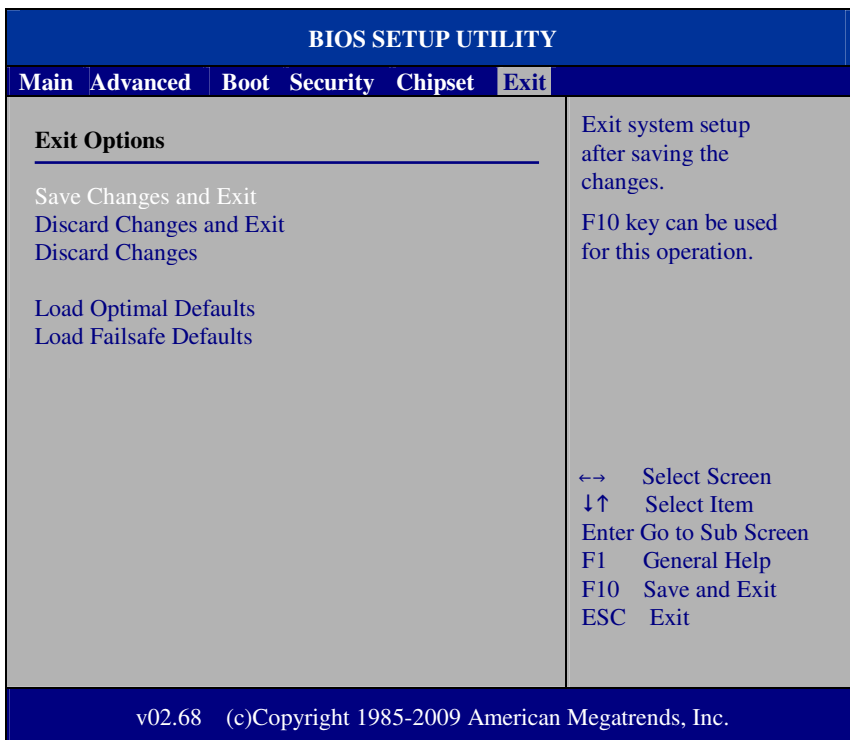 BIOS SETUP UTILITY
Main Advanced Boot Security Chipset Exit
Exit Options
Save Changes and Exit
Discard Changes and Exit
Discard Changes
Load Optimal Defaults
Load Failsafe Defaults
Exit system setup
after saving the
changes.
F10 key can be used
for this operation.
←→ Select Screen
↓↑ Select Item
Enter Go to Sub Screen
F1 General Help
F10 Save and Exit
ESC Exit
v02.68 (c)Copyright 1985-2009 American Megatrends, Inc.